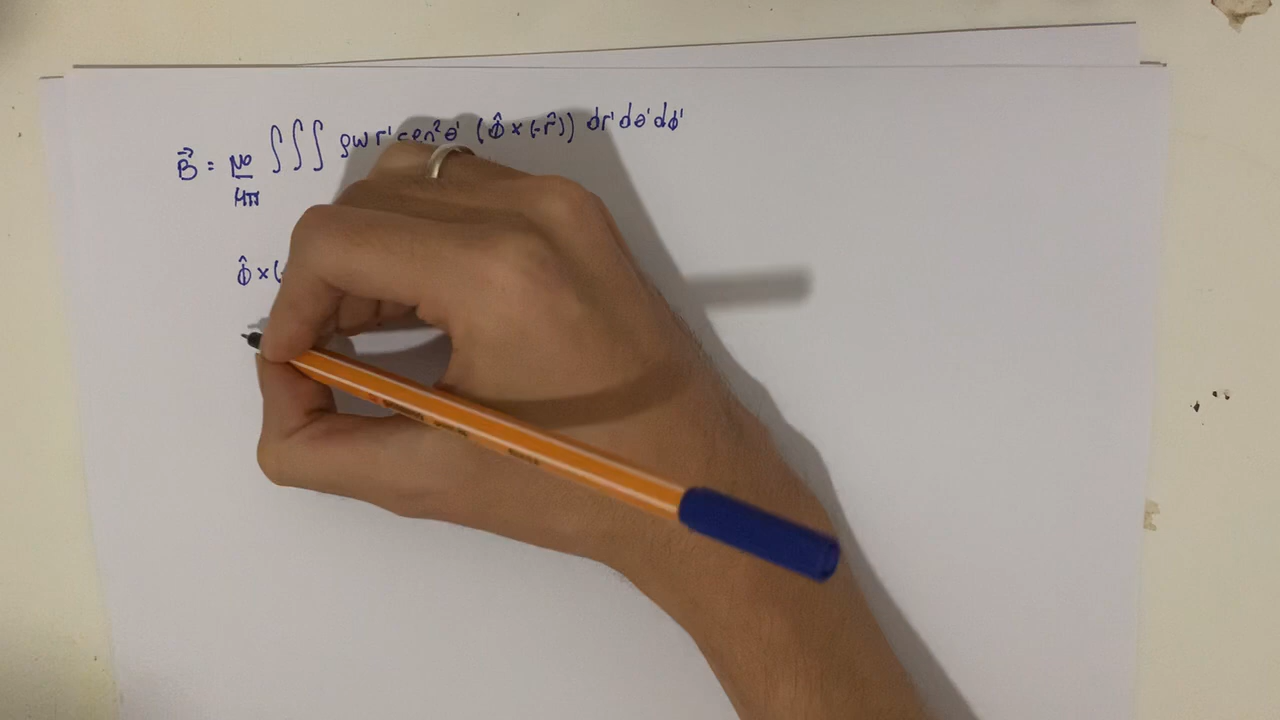 B⃗ = μ₀/4π ∫∫∫ ρωr' sen²θ' (φ̂ × (-r̂)) dr' dθ' dφ'
φ̂ × (-